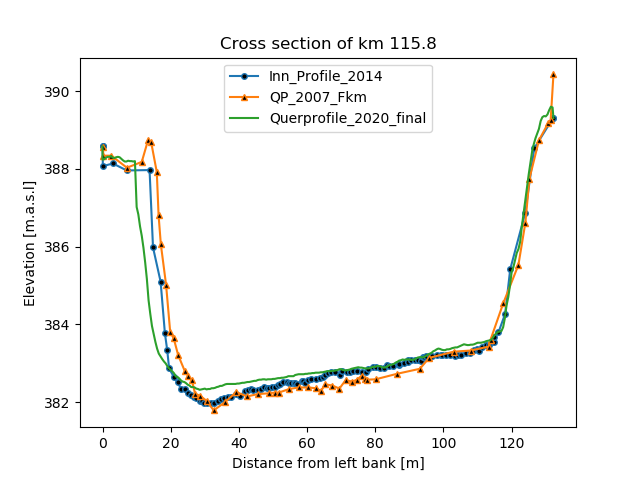 Cross section of km 115.8
Inn_Profile_2014
QP_2007_Fkm
Querprofile_2020_final
Elevation [m.a.s.l]
390
388
386
384
382
0 20 40 60 80 100 120
Distance from left bank [m]